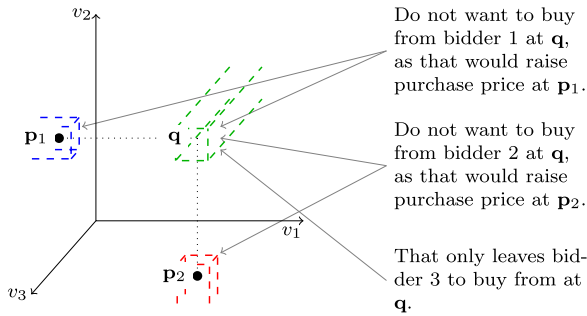 v₂
Do not want to buy
from bidder 1 at q,
as that would raise
purchase price at p₁.
p₁
q
Do not want to buy
from bidder 2 at q,
as that would raise
purchase price at p₂.
v₁
p₂
v₃
That only leaves bid-
der 3 to buy from at
q.